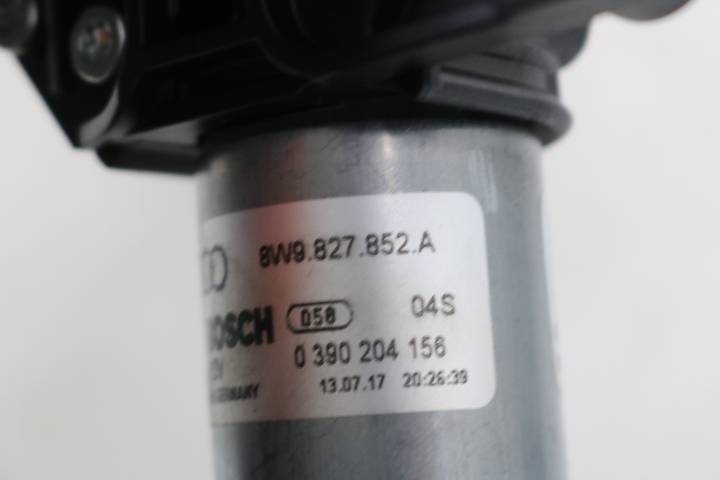 8W9.827.852.A
BOSCH 058 04S
0 390 204 156
GERMANY 13.07.17 20:26:39